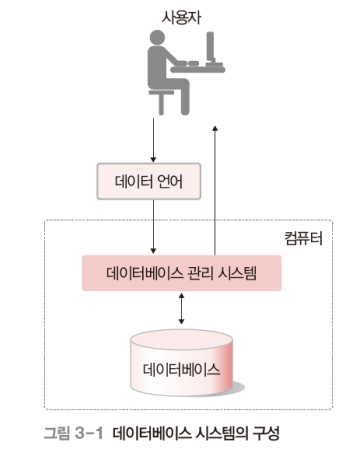 사용자
데이터 언어
컴퓨터
데이터베이스 관리 시스템
데이터베이스
그림 3-1 데이터베이스 시스템의 구성